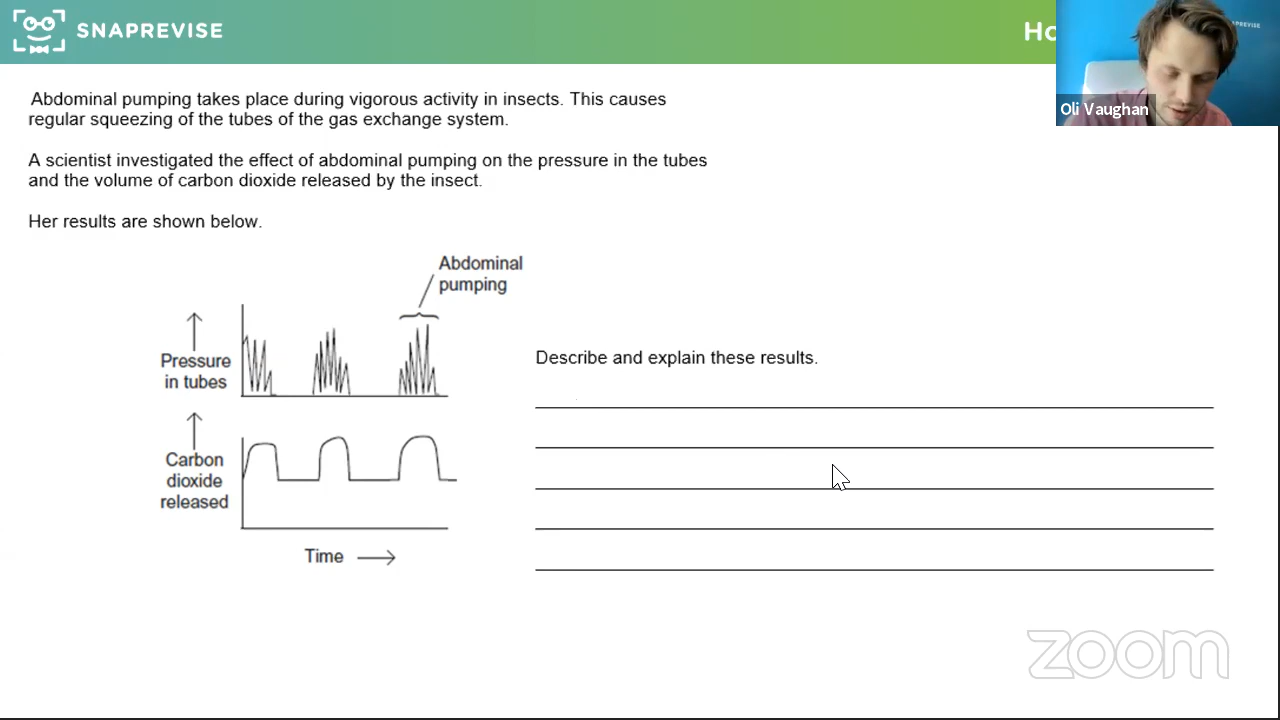 SNAPREVISE
Ho
PREVISE
Oli Vaughan
Abdominal pumping takes place during vigorous activity in insects. This causes
regular squeezing of the tubes of the gas exchange system.
A scientist investigated the effect of abdominal pumping on the pressure in the tubes
and the volume of carbon dioxide released by the insect.
Her results are shown below.
Abdominal
pumping
Pressure
in tubes
Carbon
dioxide
released
Time
Describe and explain these results.
zoom